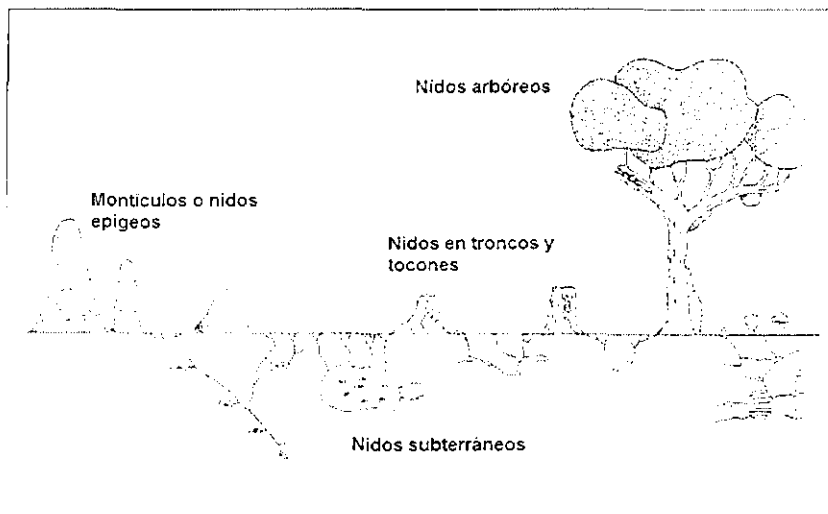 Nidos arbóreos
Montículos o nidos
epigeos
Nidos en troncos y
tocones
Nidos subterráneos